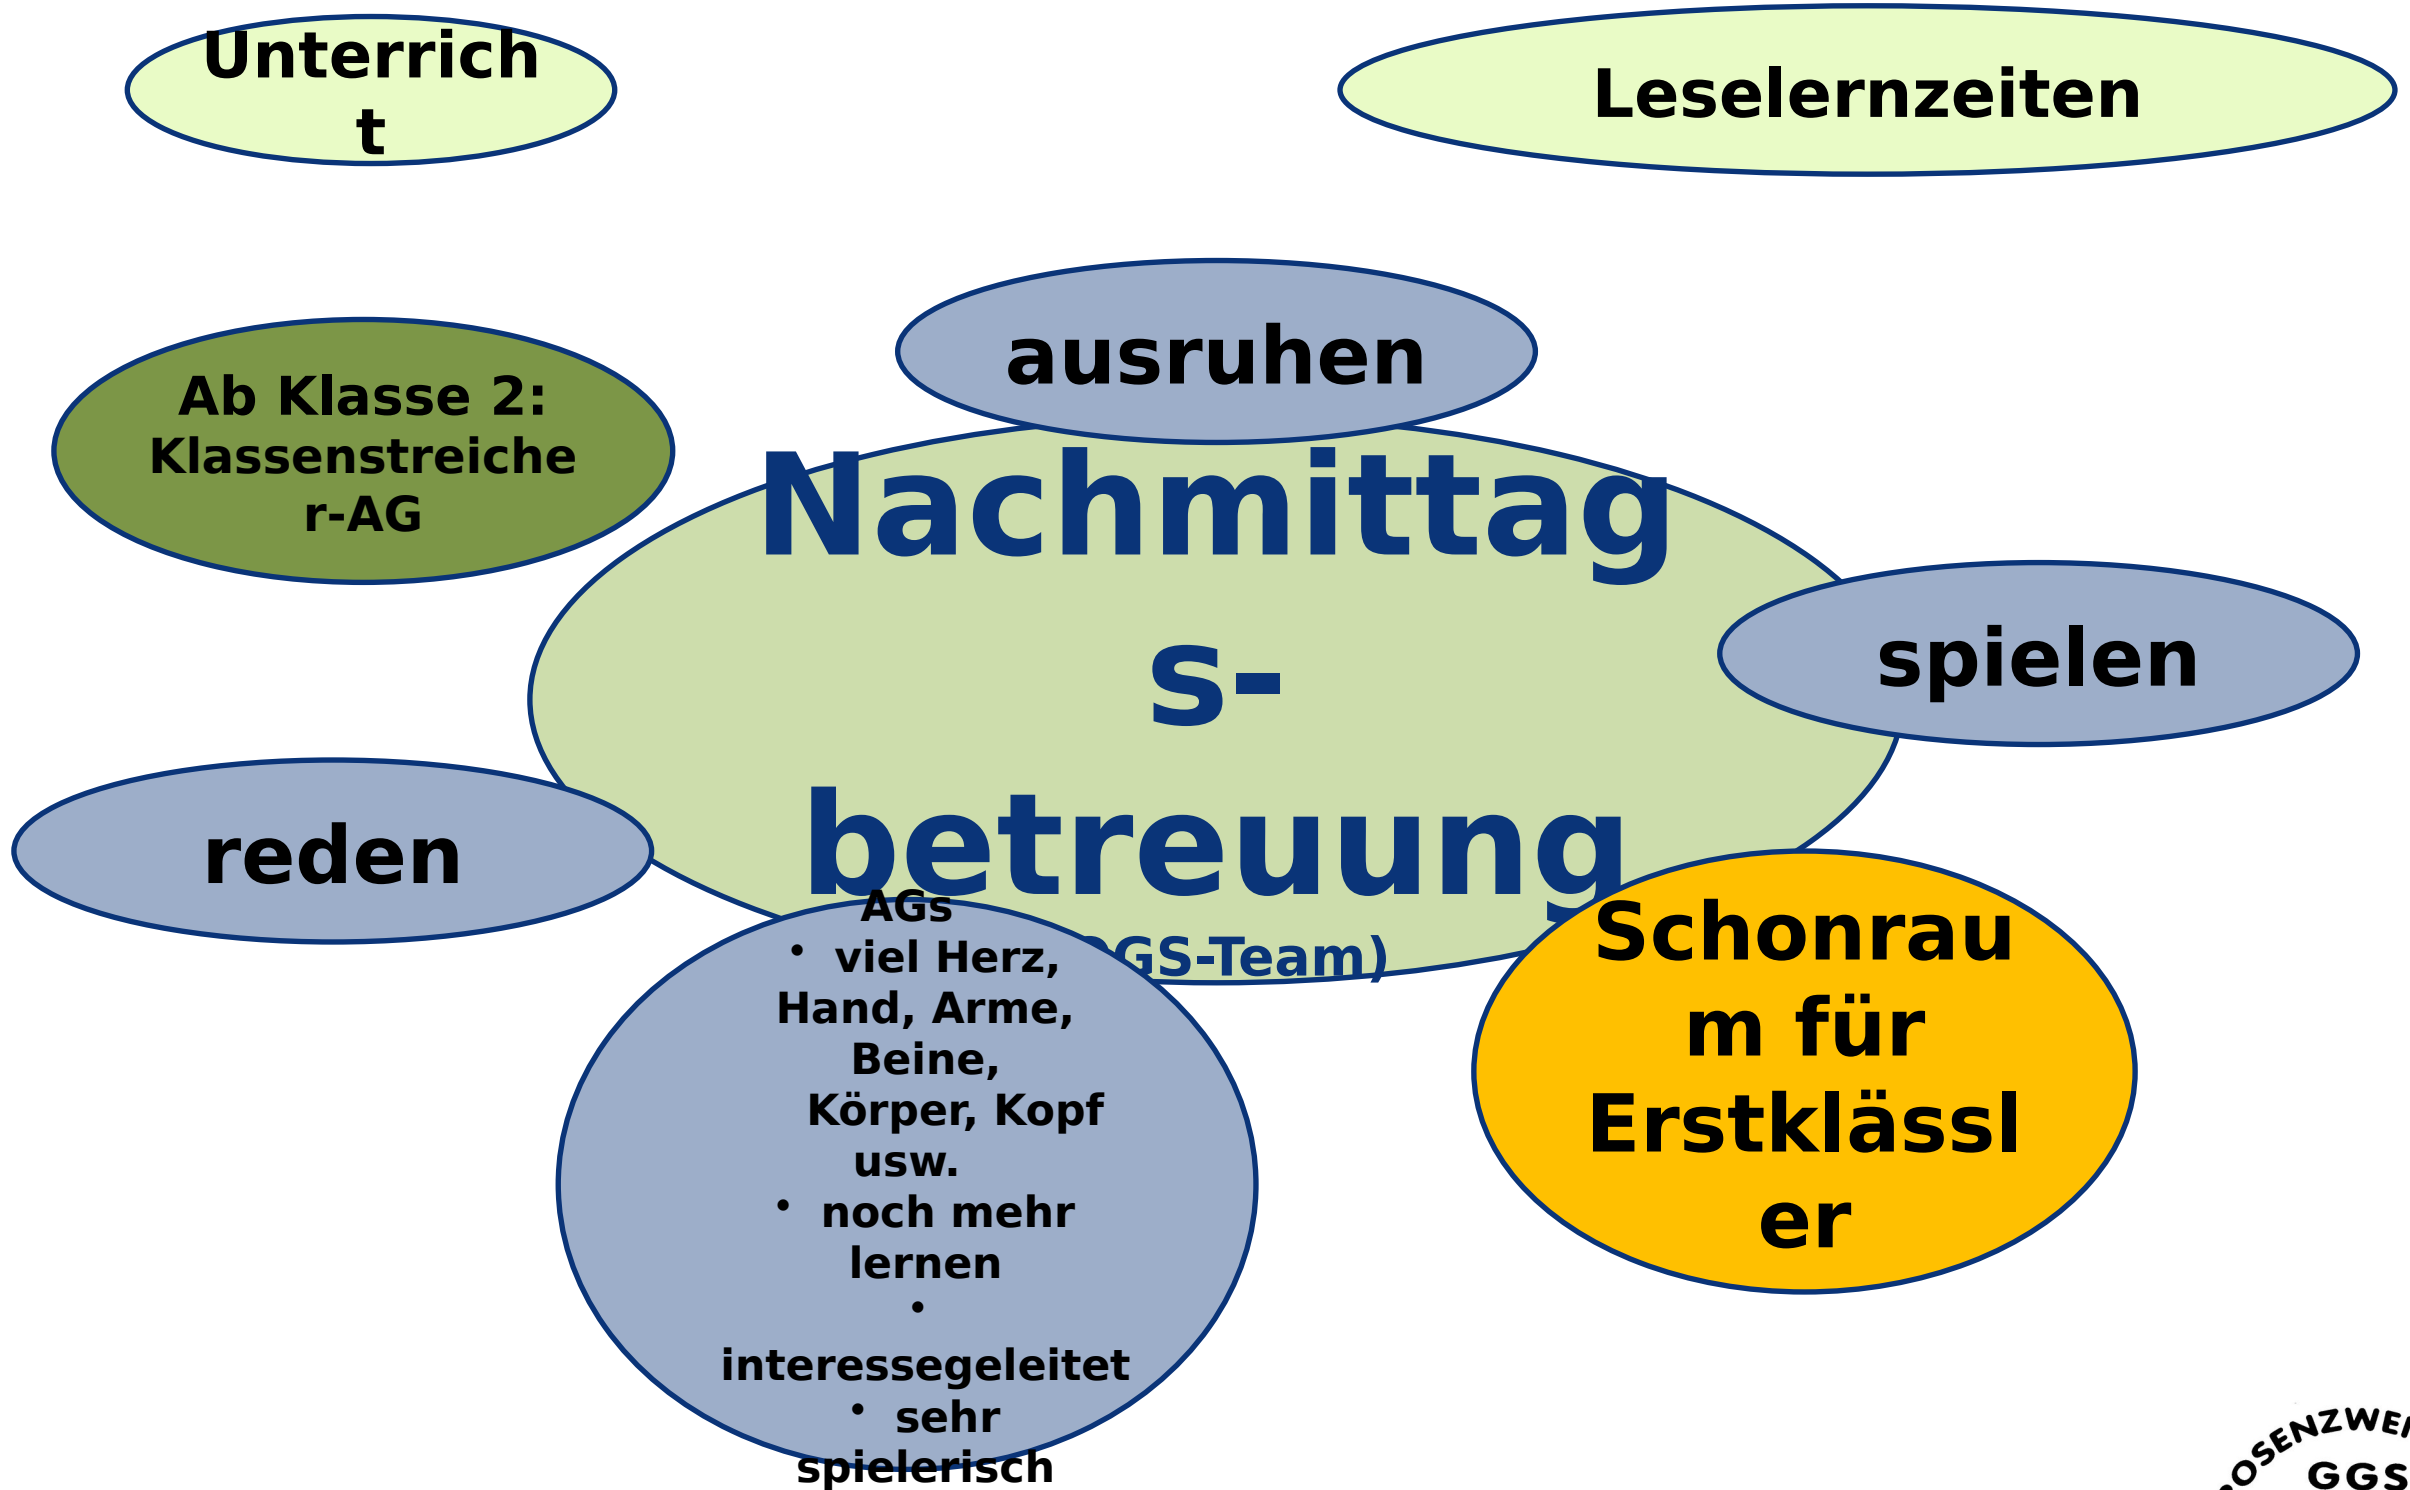 Unterrich
t
Leselernzeiten
ausruhen
Ab Klasse 2:
Klassenstreiche
r-AG
Nachmittag
s-
betreuung
GS-Team)
spielen
reden
AGs
• viel Herz,
Hand, Arme,
Beine,
Körper, Kopf
usw.
• noch mehr
lernen
•
interessegeleitet
• sehr
spielerisch
Schonrau
m für
Erstklässl
er
OSENZWE
GGS